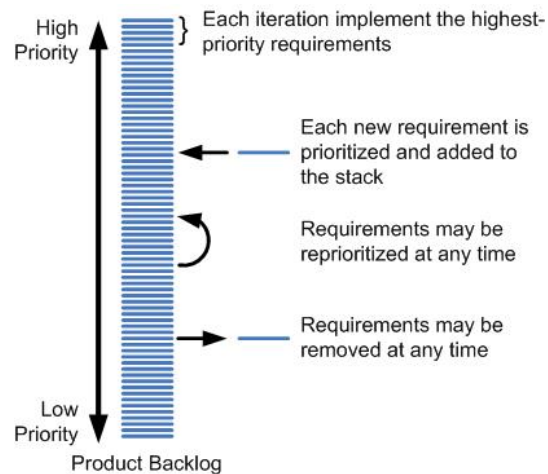 High
Priority
Each iteration implement the highest-
priority requirements
Each new requirement is
prioritized and added to
the stack
Requirements may be
reprioritized at any time
Requirements may be
removed at any time
Low
Priority
Product Backlog